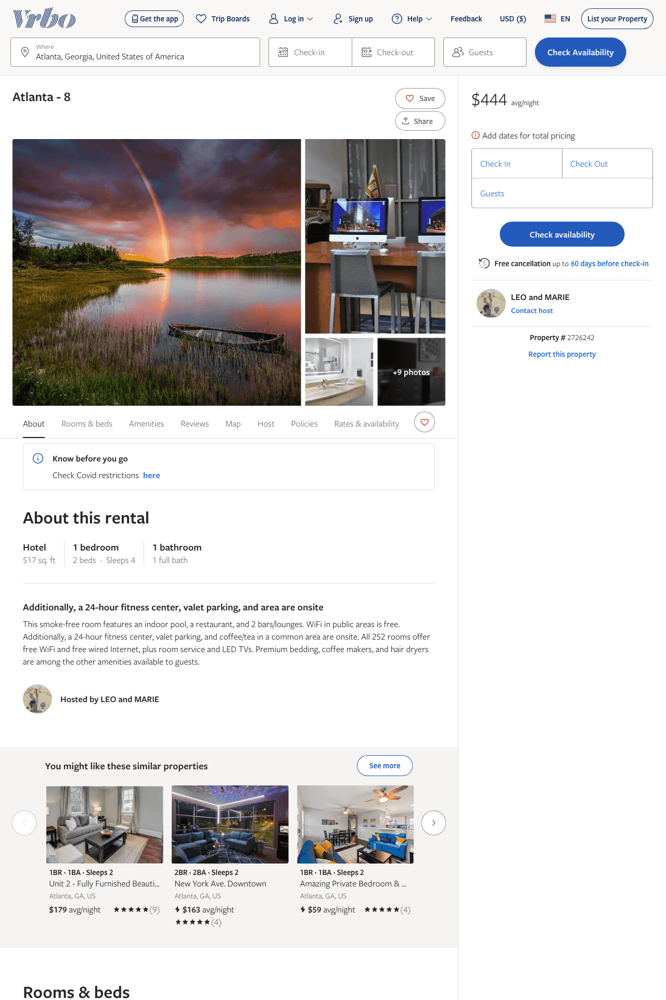 Vrbo
Get the app
Trip Boards
Log in
Sign up
Help
Feedback
USD ($)
EN
List your Property
Where
Atlanta, Georgia, United States of America
Check-in
Check-out
Guests
Check Availability
Atlanta - 8
Save
Share
$444 avg/night
Add dates for total pricing
Check In
Check Out
Guests
Check availability
Free cancellation up to 60 days before check-in
LEO and MARIE
Contact host
Property # 2726242
Report this property
GT
+9 photos
About
Rooms & beds
Amenities
Reviews
Map
Host
Policies
Rates & availability
Know before you go
Check Covid restrictions here
About this rental
Hotel
517 sq. ft
1 bedroom
2 beds · Sleeps 4
1 bathroom
1 full bath
Additionally, a 24-hour fitness center, valet parking, and area are onsite
This smoke-free room features an indoor pool, a restaurant, and 2 bars/lounges. WiFi in public areas is free.
Additionally, a 24-hour fitness center, valet parking, and coffee/tea in a common area are onsite. All 252 rooms offer
free WiFi and free wired Internet, plus room service and LED TVs. Premium bedding, coffee makers, and hair dryers
are among the other amenities available to guests.
Hosted by LEO and MARIE
You might like these similar properties
See more
1BR · 1BA · Sleeps 2
Unit 2 - Fully Furnished Beauti...
Atlanta, GA, US
$179 avg/night
(9)
2BR · 2BA · Sleeps 2
New York Ave. Downtown
Atlanta, GA, US
$163 avg/night
(4)
1BR · 1BA · Sleeps 2
Amazing Private Bedroom & ...
Atlanta, GA, US
$59 avg/night
(4)
Rooms & beds